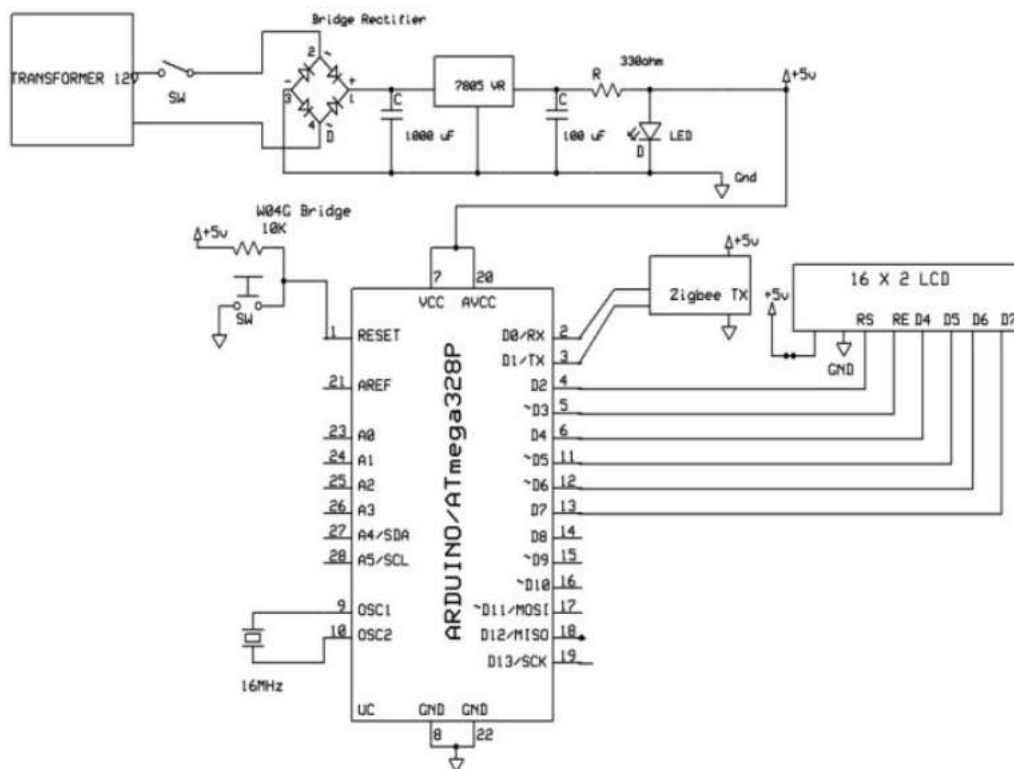 Bridge Rectifier
TRANSFORMER 12V
SW
2
~
-
+
3
1
4
~
D
C
1000 uF
7805 VR
C
100 uF
R
330ohm
D
LED
+5v
Gnd
W04G Bridge
10K
+5v
SW
7
20
VCC
AVCC
1 RESET
21 AREF
23 A0
24 A1
25 A2
26 A3
27 A4/SDA
28 A5/SCL
9 OSC1
10 OSC2
16MHz
ARDUINO/ATmega328P
D0/RX 2
D1/TX 3
D2 4
~D3 5
D4 6
~D5 11
~D6 12
D7 13
D8 14
~D9 15
~D10 16
~D11/MOSI 17
D12/MISO 18
D13/SCK 19
UC
GND
GND
8
22
+5v
Zigbee TX
16 X 2 LCD
+5v
RS RE D4 D5 D6 D7
GND